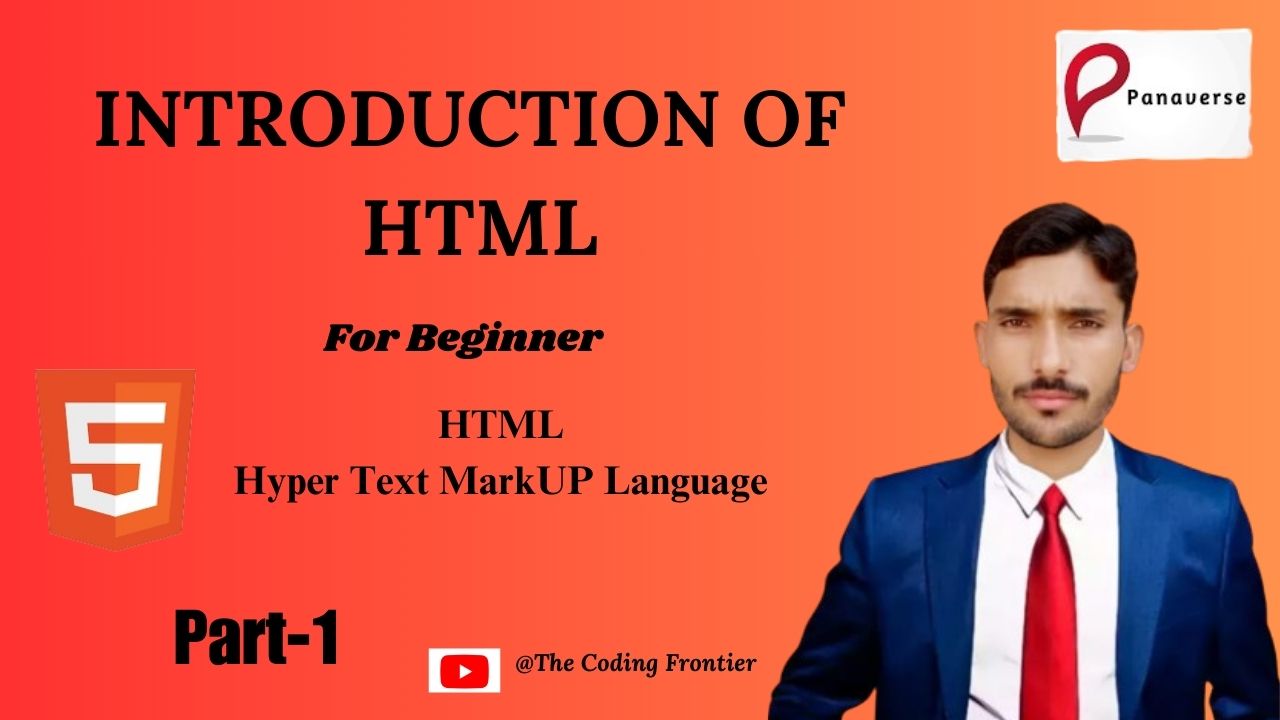 INTRODUCTION OF
HTML
Panaverse
For Beginner
5
HTML
Hyper Text MarkUP Language
Part-1
@The Coding Frontier